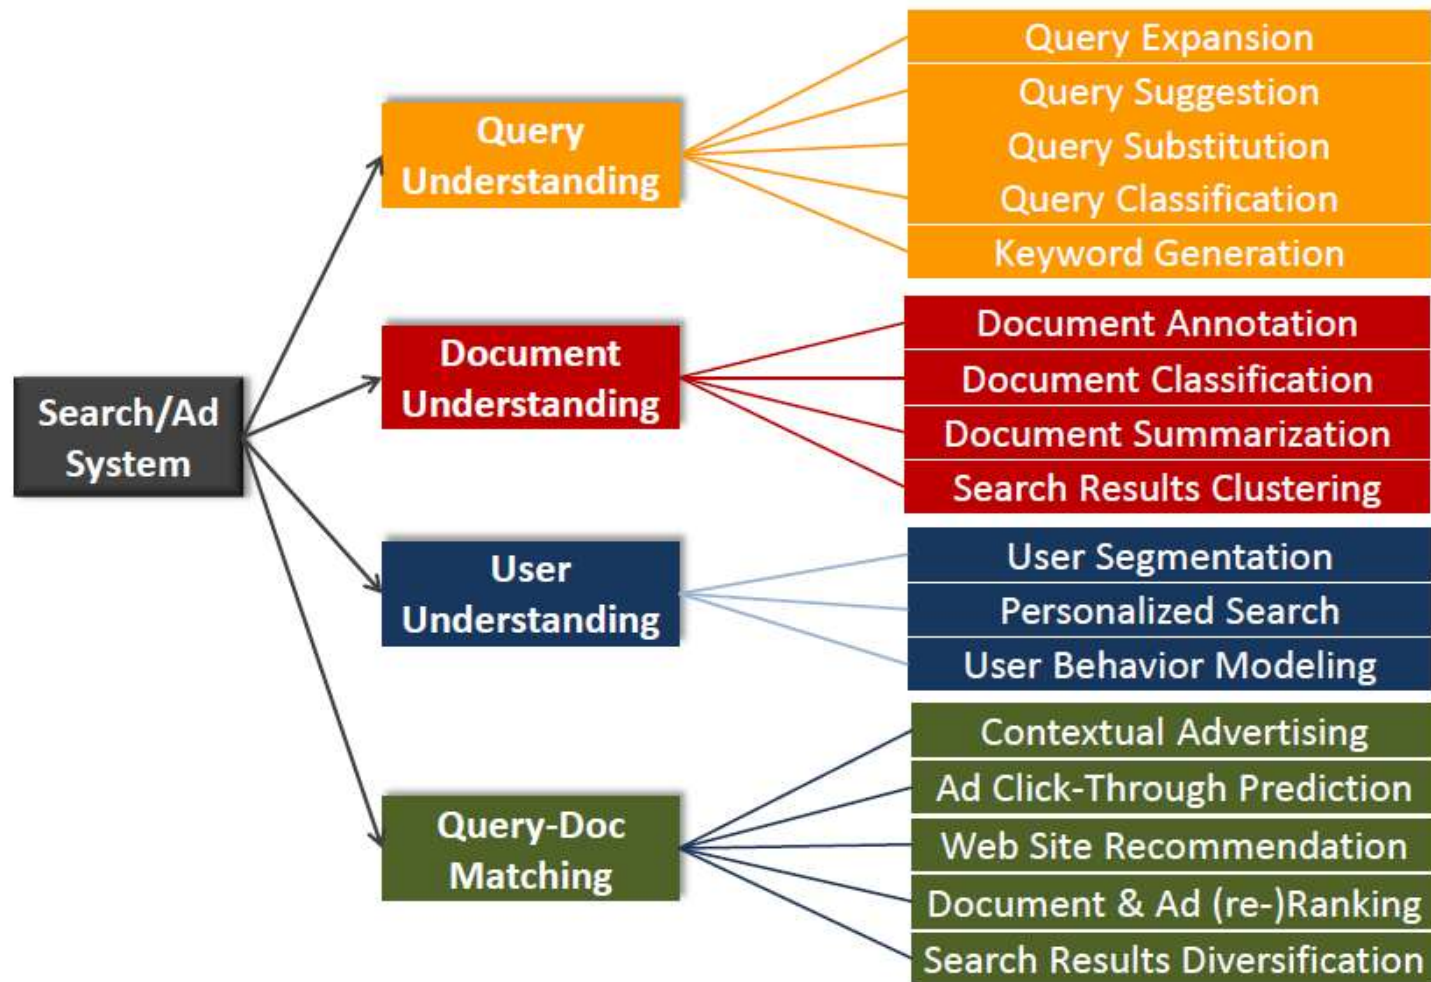 Search/Ad
System
Query
Understanding
Query Expansion
Query Suggestion
Query Substitution
Query Classification
Keyword Generation
Document
Understanding
Document Annotation
Document Classification
Document Summarization
Search Results Clustering
User
Understanding
User Segmentation
Personalized Search
User Behavior Modeling
Query-Doc
Matching
Contextual Advertising
Ad Click-Through Prediction
Web Site Recommendation
Document & Ad (re-)Ranking
Search Results Diversification